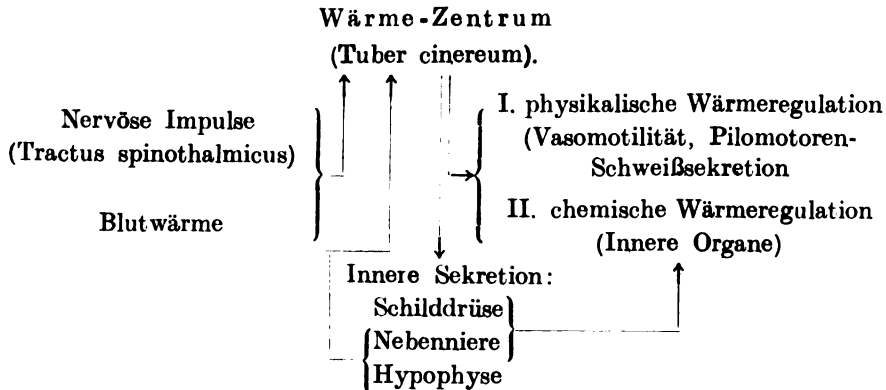 Wärme-Zentrum
(Tuber cinereum).
Nervöse Impulse
(Tractus spinothalmicus)
Blutwärme
I. physikalische Wärmeregulation
(Vasomotilität, Pilomotoren-
Schweißsekretion
II. chemische Wärmeregulation
(Innere Organe)
Innere Sekretion:
Schilddrüse
Nebenniere
Hypophyse